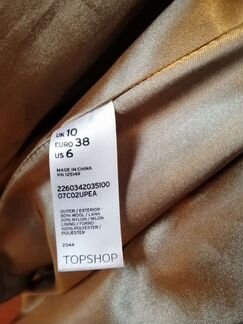 UK 10
EURO 38
US 6
MADE IN CHINA
RN 125149
2260342035100
07C02UPEA
OUTER / EXTERIOR
80% WOOL / LANA
20% NYLON / NILON
LINING / FORRO
100% POLYESTER /
POLIESTER
2044
TOPSHOP